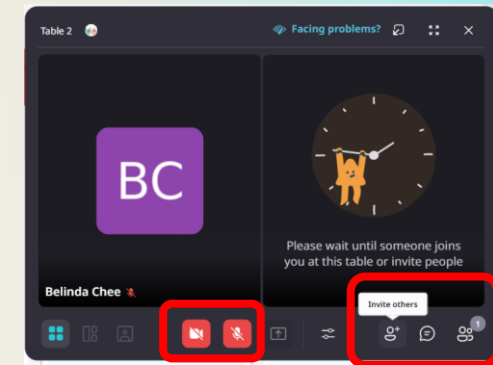 Table 2
Facing problems?
BC
Please wait until someone joins
you at this table or invite people
Belinda Chee
Invite others
1